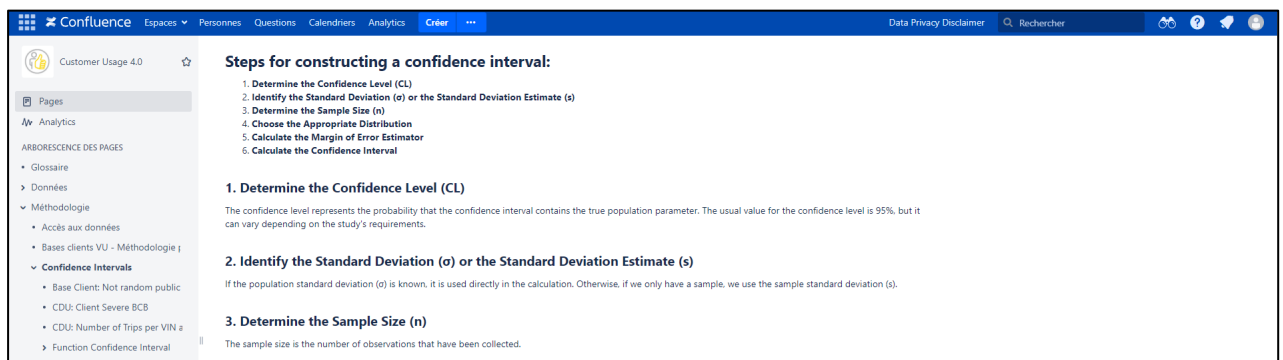 Confluence Espaces Personnes Questions Calendriers Analytics Créer ... Data Privacy Disclaimer Rechercher
Customer Usage 4.0
Pages
Analytics
ARBORESCENCE DES PAGES
• Glossaire
Données
Méthodologie
• Accès aux données
• Bases clients VU - Méthodologie
Confidence Intervals
• Base Client: Not random public
• CDU: Client Severe BCB
• CDU: Number of Trips per VIN a
Function Confidence Interval
Steps for constructing a confidence interval:
1. Determine the Confidence Level (CL)
2. Identify the Standard Deviation (σ) or the Standard Deviation Estimate (s)
3. Determine the Sample Size (n)
4. Choose the Appropriate Distribution
5. Calculate the Margin of Error Estimator
6. Calculate the Confidence Interval
1. Determine the Confidence Level (CL)
The confidence level represents the probability that the confidence interval contains the true population parameter. The usual value for the confidence level is 95%, but it
can vary depending on the study's requirements.
2. Identify the Standard Deviation (σ) or the Standard Deviation Estimate (s)
If the population standard deviation (σ) is known, it is used directly in the calculation. Otherwise, if we only have a sample, we use the sample standard deviation (s).
3. Determine the Sample Size (n)
The sample size is the number of observations that have been collected.